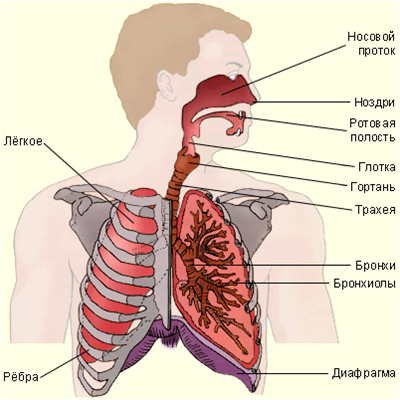 Носовой
проток
Ноздри
Ротовая
полость
Лёгкое
Глотка
Гортань
Трахея
Бронхи
Бронхиолы
Рёбра
Диафрагма